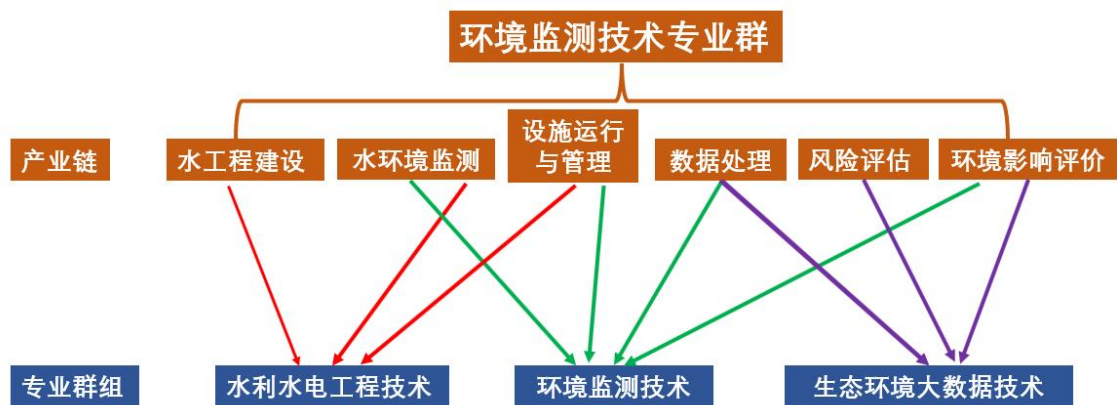 环境监测技术专业群
产业链
水工程建设
水环境监测
设施运行
与管理
数据处理
风险评估
环境影响评价
专业群组
水利水电工程技术
环境监测技术
生态环境大数据技术